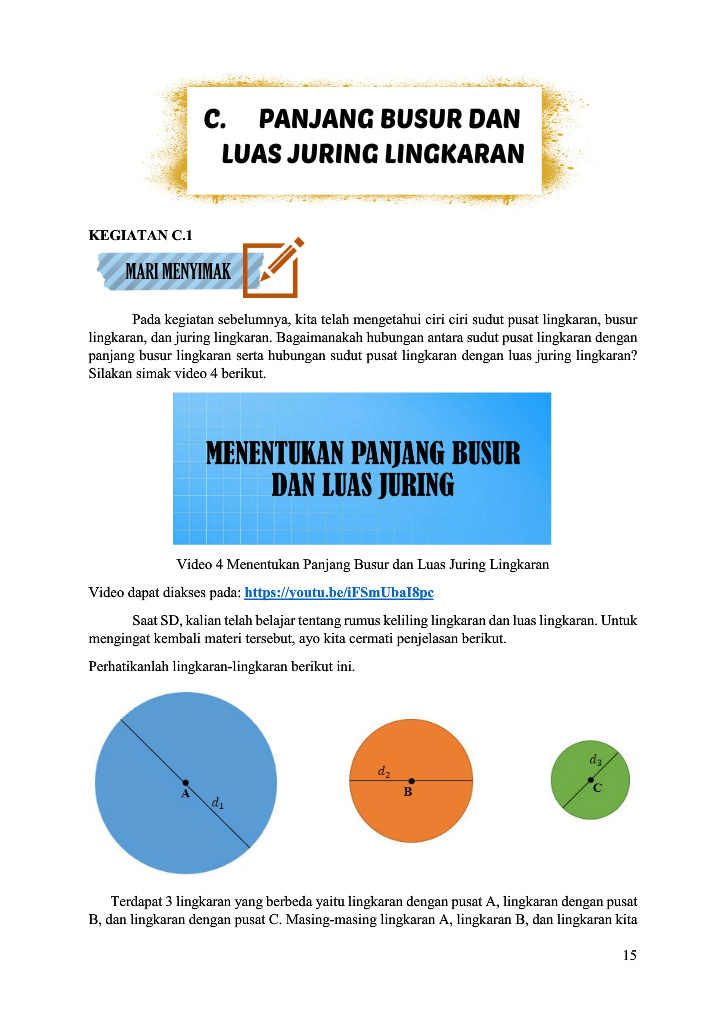 C. PANJANG BUSUR DAN
LUAS JURING LINGKARAN
KEGIATAN C.1
MARI MENYIMAK
Pada kegiatan sebelumnya, kita telah mengetahui ciri ciri sudut pusat lingkaran, busur
lingkaran, dan juring lingkaran. Bagaimanakah hubungan antara sudut pusat lingkaran dengan
panjang busur lingkaran serta hubungan sudut pusat lingkaran dengan luas juring lingkaran?
Silakan simak video 4 berikut.
MENENTUKAN PANJANG BUSUR
DAN LUAS JURING
Video 4 Menentukan Panjang Busur dan Luas Juring Lingkaran
Video dapat diakses pada: https://youtu.be/iFSmUbaI8pc
Saat SD, kalian telah belajar tentang rumus keliling lingkaran dan luas lingkaran. Untuk
mengingat kembali materi tersebut, ayo kita cermati penjelasan berikut.
Perhatikanlah lingkaran-lingkaran berikut ini.
A
d₁
d₂
B
d₃
C
Terdapat 3 lingkaran yang berbeda yaitu lingkaran dengan pusat A, lingkaran dengan pusat
B, dan lingkaran dengan pusat C. Masing-masing lingkaran A, lingkaran B, dan lingkaran kita
15